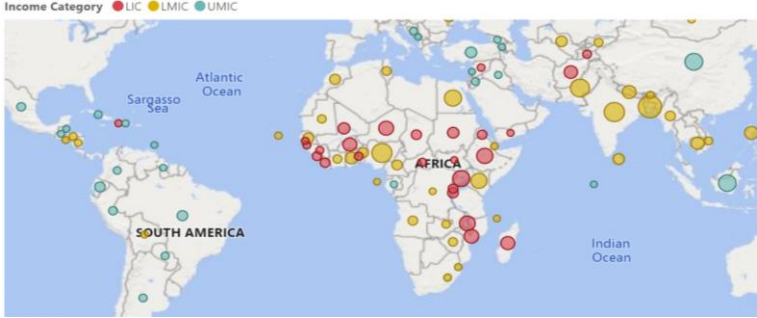 Income Category LIC LMIC UMIC
Atlantic
Ocean
Sargasso
Sea
AFRICA
SOUTH AMERICA
Indian
Ocean